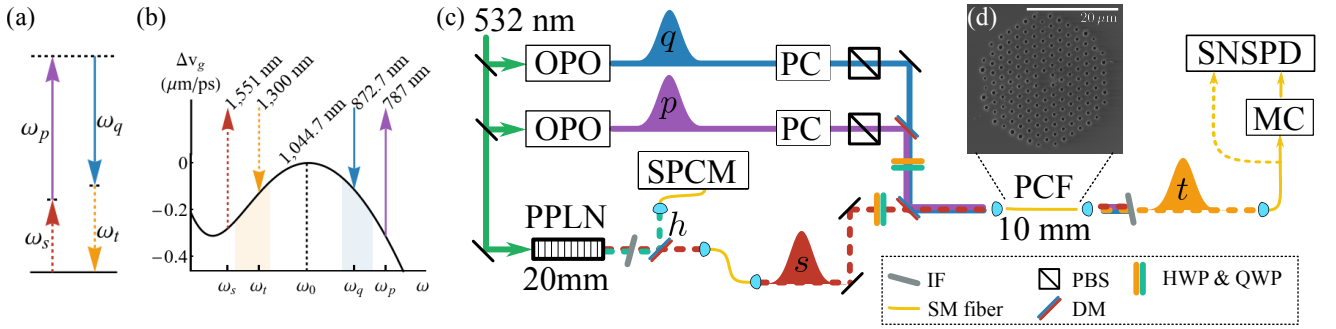 (a)
ω_p
ω_q
ω_s
ω_t
(b)
Δv_g
(μm/ps)
1,551 nm
1,300 nm
1,044.7 nm
872.7 nm
787 nm
0
−0.2
−0.4
ω_s ω_t ω_0 ω_q ω_p ω
(c)
532 nm
OPO
q
PC
OPO
p
PC
SPCM
h
PPLN
20mm
s
(d)
20 μm
PCF
10 mm
t
SNSPD
MC
IF
PBS
HWP & QWP
SM fiber
DM